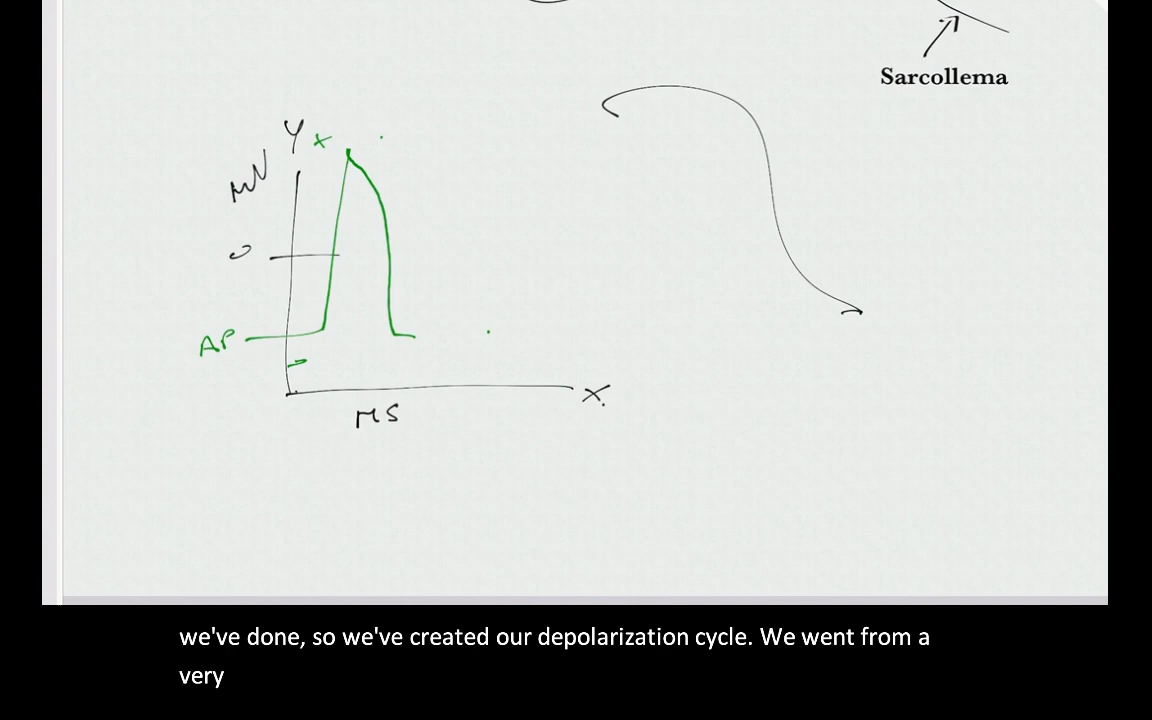 Sarcollema
Y +
mV
0
AP
-
X.
MS
we've done, so we've created our depolarization cycle. We went from a
very